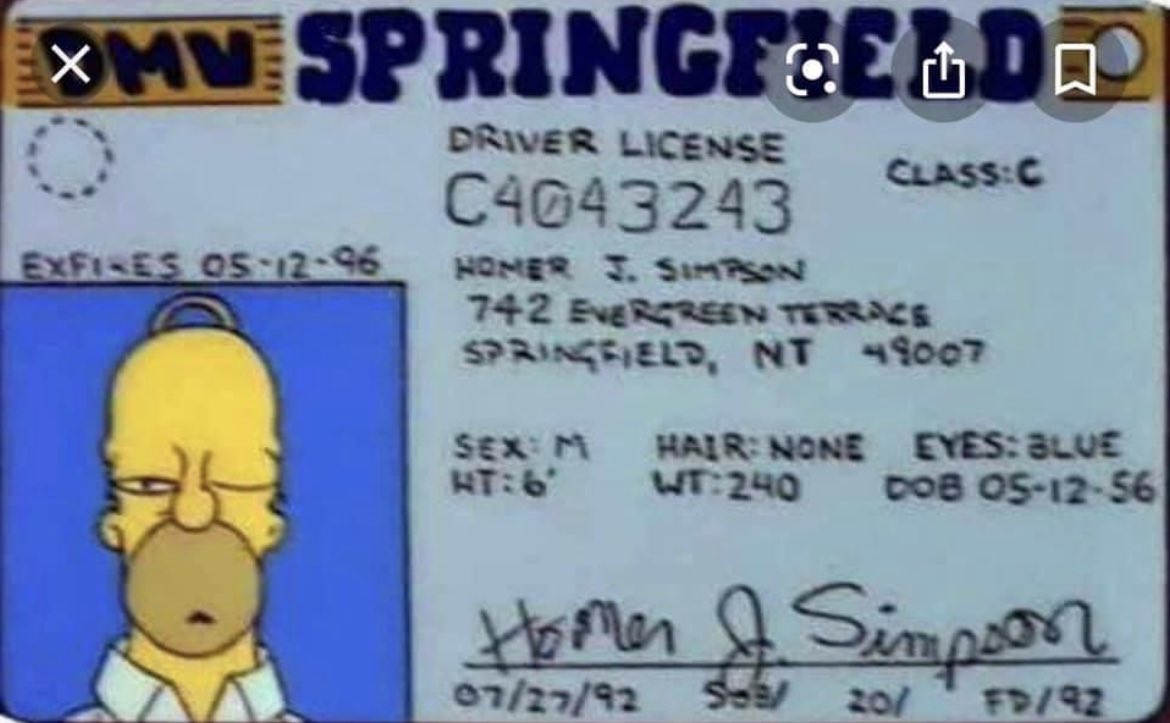 DMV SPRINGFIELD
DRIVER LICENSE
CLASS: C
C4043243
EXPIRES 05-12-96
HOMER J. SIMPSON
742 EVERGREEN TERRACE
SPRINGFIELD, NT 49007
SEX: M HAIR: NONE EYES: BLUE
HT: 6' WT: 240 DOB 05-12-56
Homer J. Simpson
07/27/92 20/ FD/92